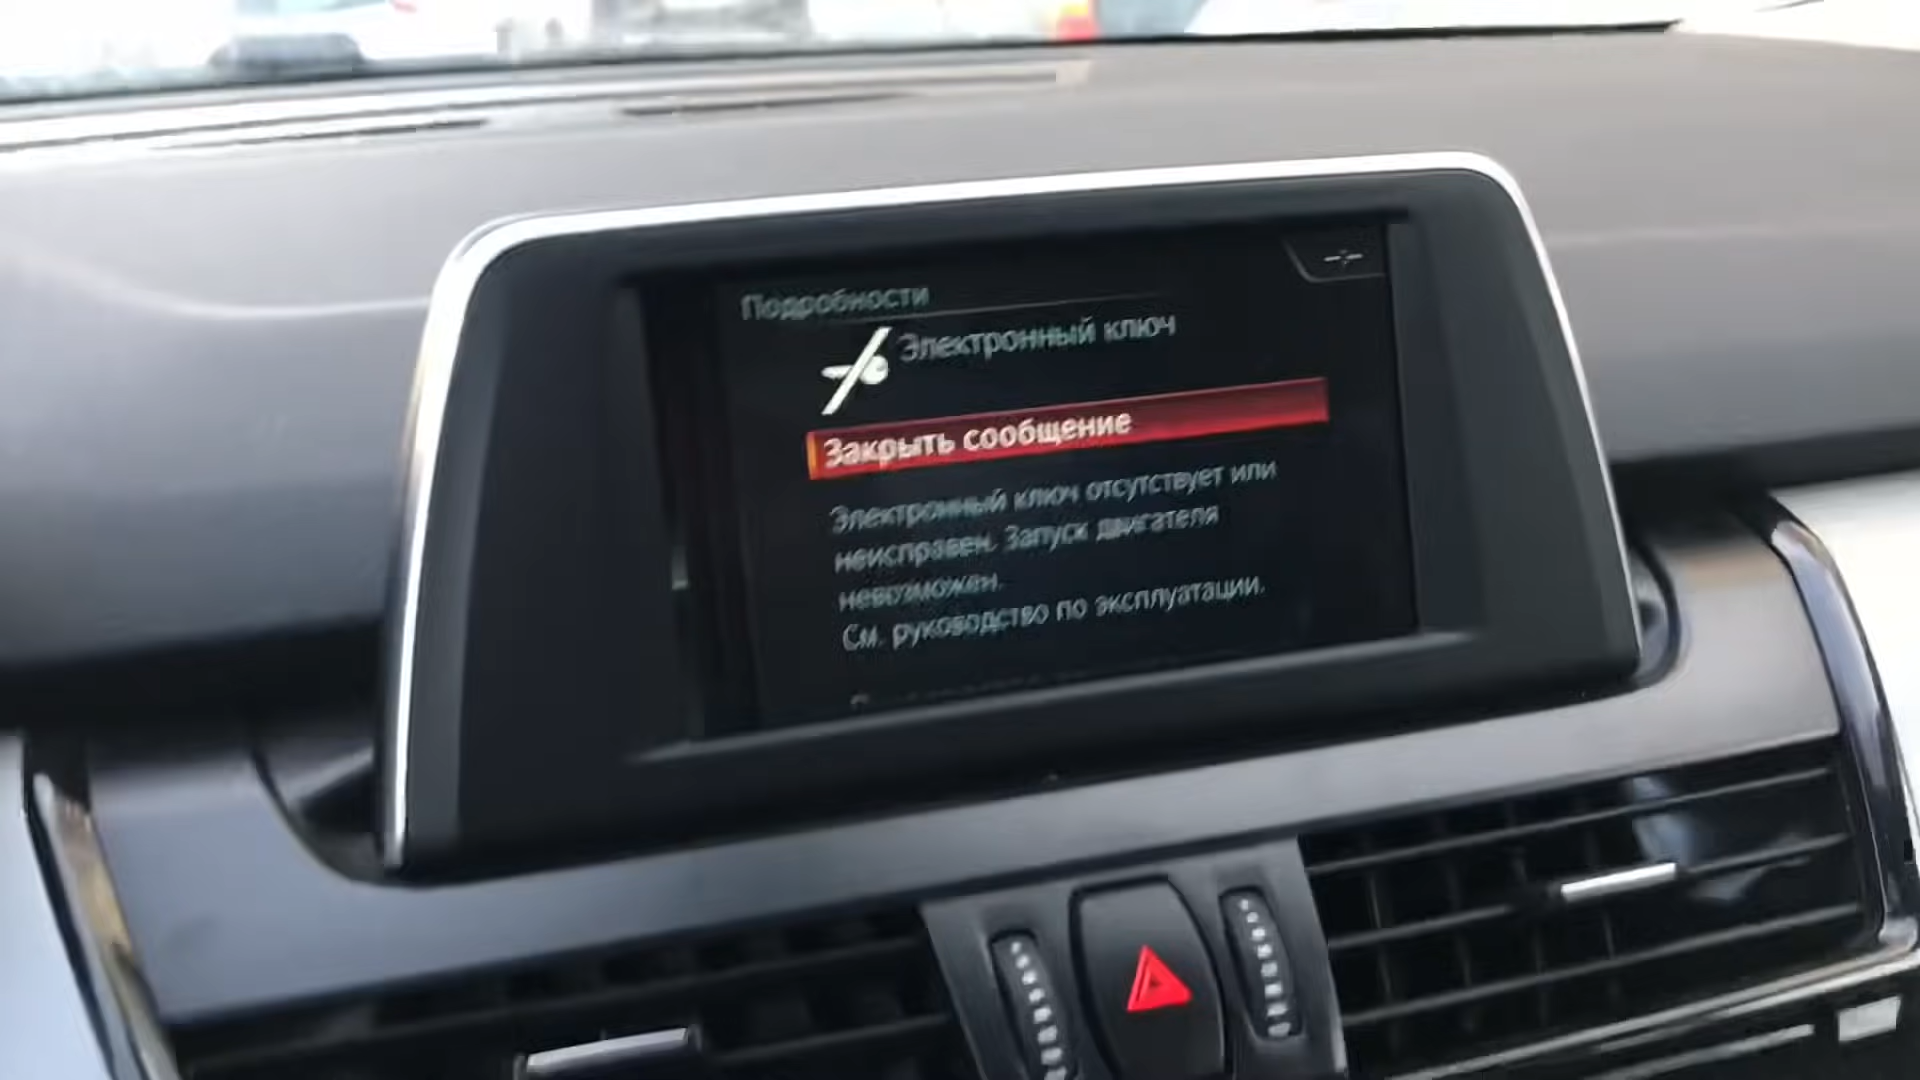 Подробности
Электронный ключ
Закрыть сообщение
Электронный ключ отсутствует или
неисправен. Запуск двигателя
невозможен.
См. руководство по эксплуатации.